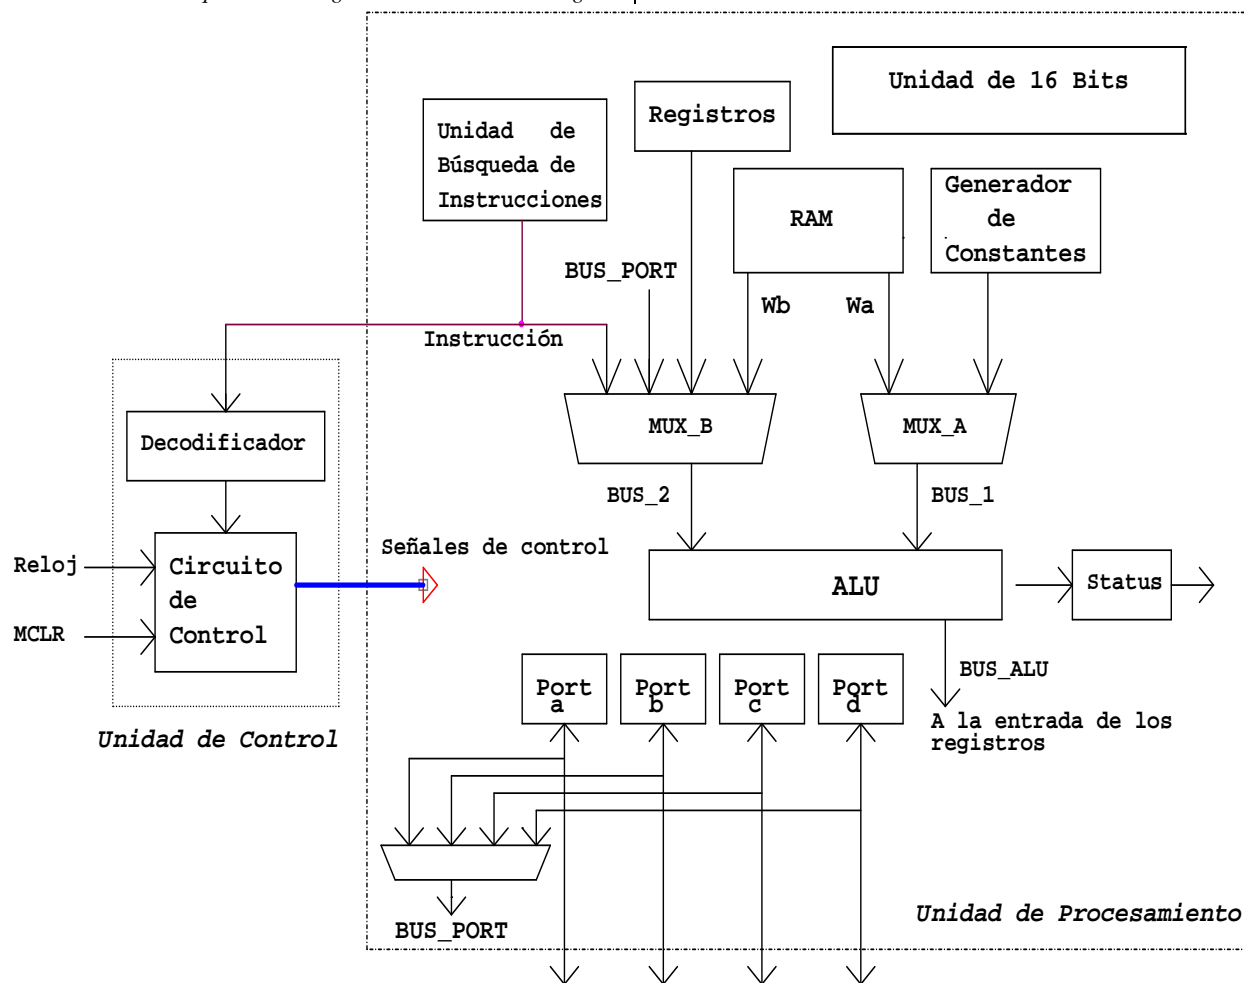 Unidad de 16 Bits
Registros
Unidad de
Búsqueda de
Instrucciones
Generador
de
Constantes
RAM
BUS_PORT
Wb Wa
Instrucción
MUX_B
MUX_A
Decodificador
BUS_2
BUS_1
Señales de control
Reloj
Circuito
de
Control
MCLR
ALU
Status
Port
a
Port
b
Port
c
Port
d
BUS_ALU
A la entrada de los
registros
Unidad de Control
BUS_PORT
Unidad de Procesamiento